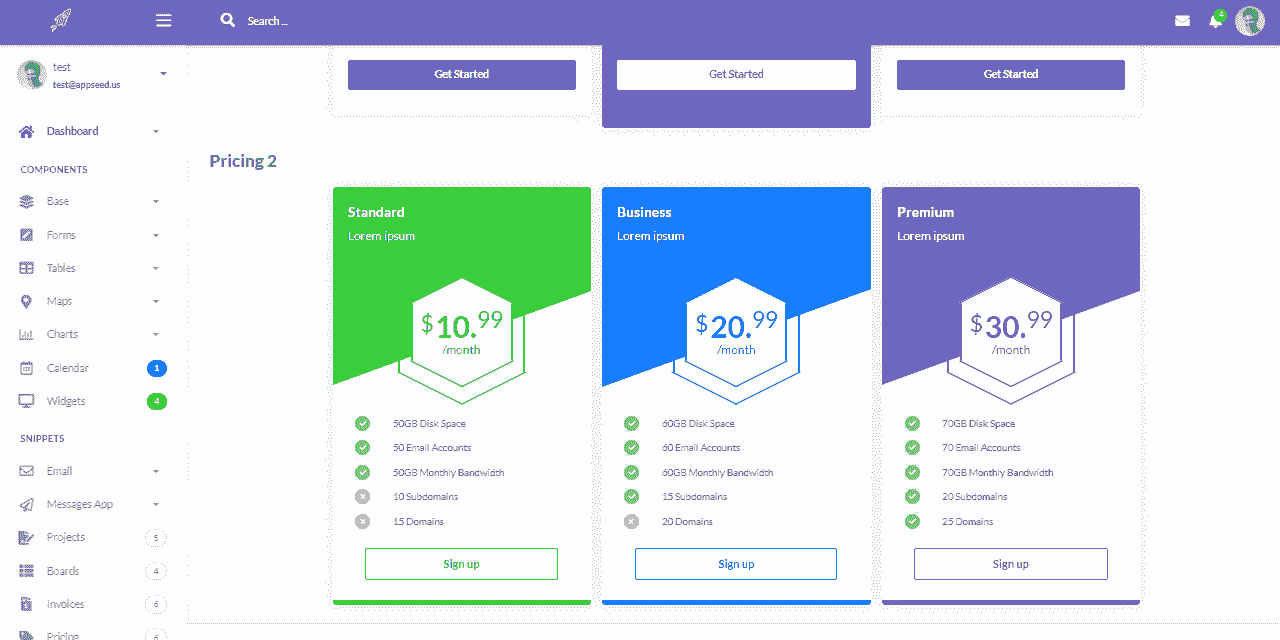 Search ...
4
test
test@appseed.us
Dashboard
COMPONENTS
Base
Forms
Tables
Maps
Charts
Calendar 1
Widgets 4
SNIPPETS
Email
Messages App
Projects 5
Boards 4
Invoices 6
Pricing 6
Get Started
Get Started
Get Started
Pricing 2
Standard
Lorem ipsum
$10.99
/month
50GB Disk Space
50 Email Accounts
50GB Monthly Bandwidth
10 Subdomains
15 Domains
Sign up
Business
Lorem ipsum
$20.99
/month
60GB Disk Space
60 Email Accounts
60GB Monthly Bandwidth
15 Subdomains
20 Domains
Sign up
Premium
Lorem ipsum
$30.99
/month
70GB Disk Space
70 Email Accounts
70GB Monthly Bandwidth
20 Subdomains
25 Domains
Sign up